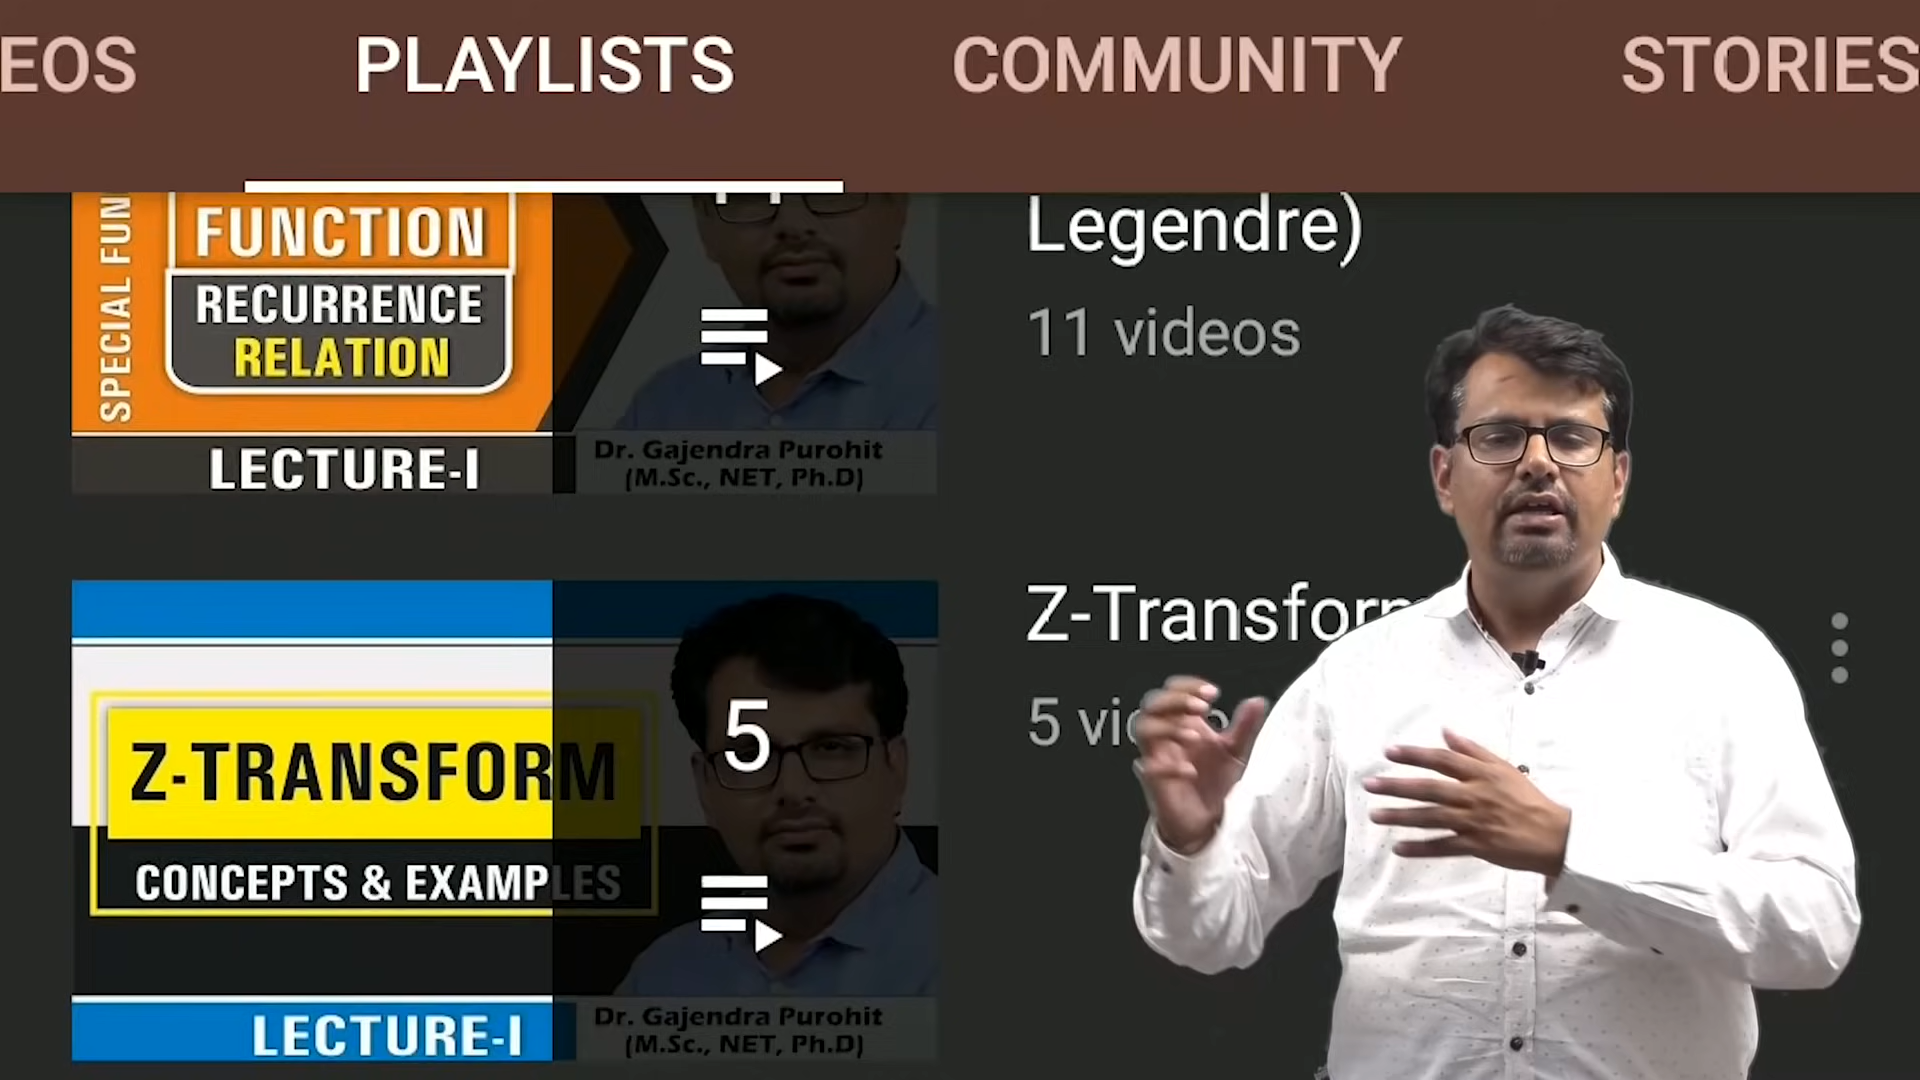 EOS
PLAYLISTS
COMMUNITY
STORIES
SPECIAL FUN
FUNCTION
RECURRENCE
RELATION
LECTURE-I
Dr. Gajendra Purohit
(M.Sc., NET, Ph.D)
Legendre)
11 videos
Z-TRANSFORM
CONCEPTS & EXAMPLES
LECTURE-I
5
Dr. Gajendra Purohit
(M.Sc., NET, Ph.D)
Z-Transfor
5